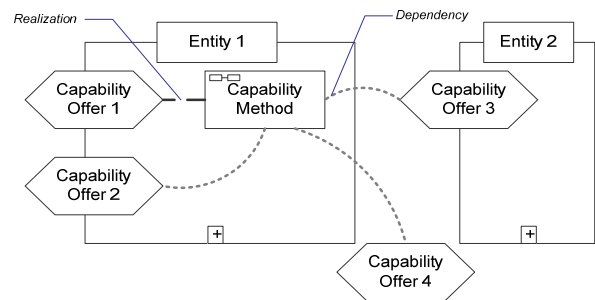 Realization
Dependency
Entity 1
Entity 2
Capability
Offer 1
Capability
Method
Capability
Offer 3
Capability
Offer 2
+
+
Capability
Offer 4